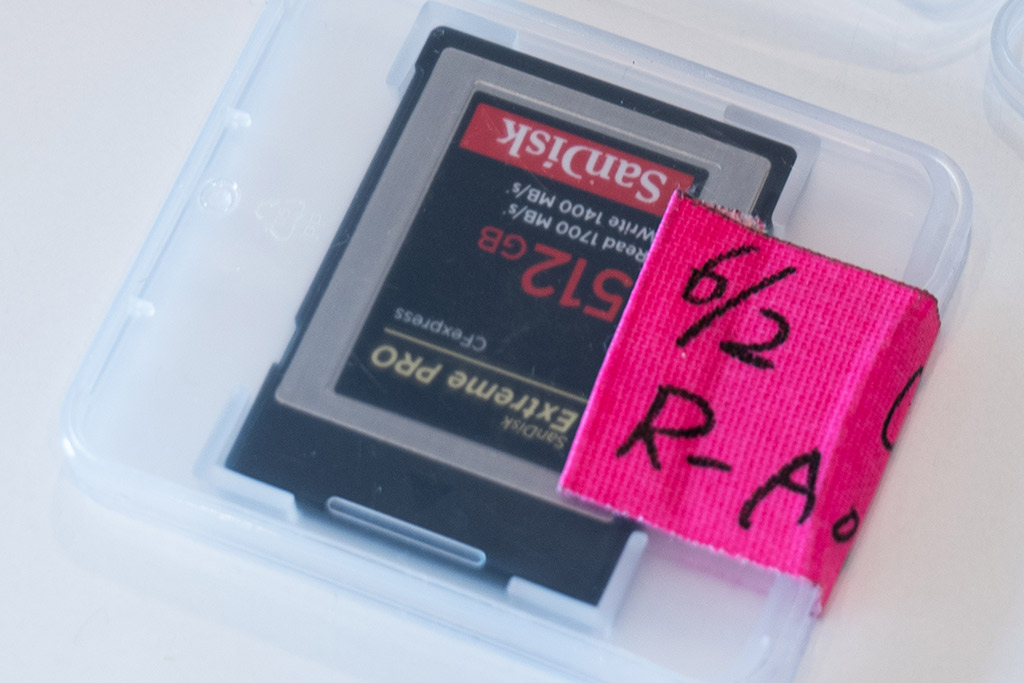 SanDisk
Extreme PRO
CFexpress
512GB
Read 1700 MB/s
Write 1400 MB/s
SanDisk
6/2
R-A